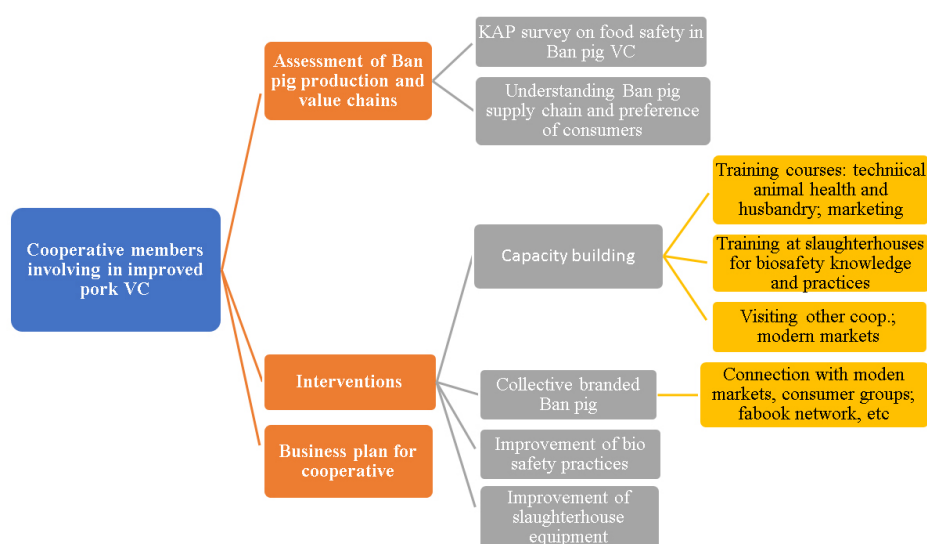 Cooperative members
involving in improved
pork VC
Assessment of Ban
pig production and
value chains
KAP survey on food safety in
Ban pig VC
Understanding Ban pig
supply chain and preference
of consumers
Interventions
Capacity building
Training courses: techniical
animal health and
husbandry; marketing
Training at slaughterhouses
for biosafety knowledge
and practices
Visiting other coop.;
modern markets
Collective branded
Ban pig
Connection with moden
markets, consumer groups;
fabook network, etc
Improvement of bio
safety practices
Improvement of
slaughterhouse
equipment
Business plan for
cooperative